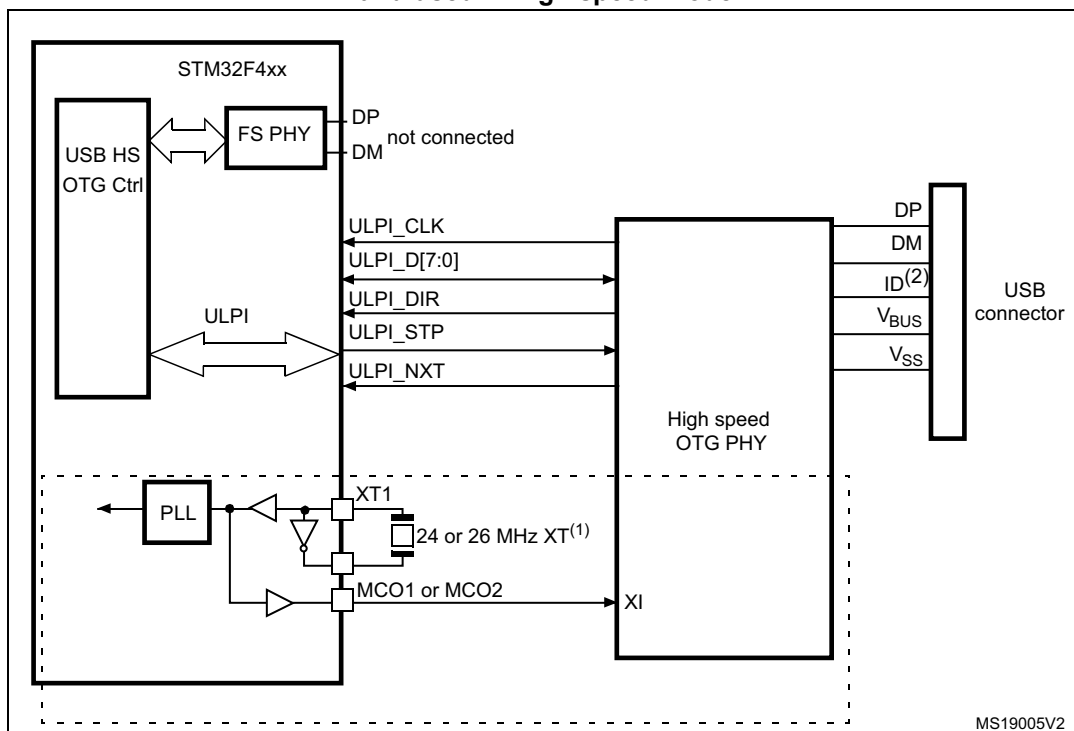 STM32F4xx
USB HS
OTG Ctrl
FS PHY
DP
DM
not connected
ULPI
ULPI_CLK
ULPI_D[7:0]
ULPI_DIR
ULPI_STP
ULPI_NXT
High speed
OTG PHY
DP
DM
ID(2)
VBUS
VSS
USB
connector
PLL
XT1
24 or 26 MHz XT(1)
MCO1 or MCO2
XI
MS19005V2